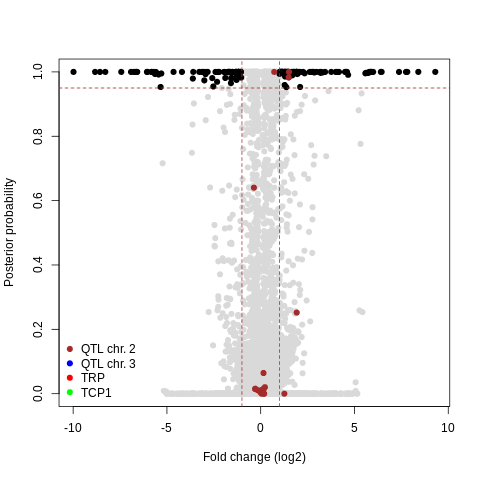 Posterior probability
1.0
0.8
0.6
0.4
0.2
0.0
QTL chr. 2
QTL chr. 3
TRP
TCP1
-10 -5 0 5 10
Fold change (log2)